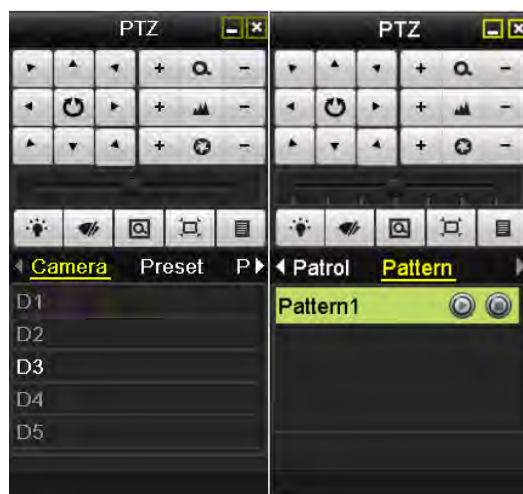 PTZ
Camera Preset P
D1
D2
D3
D4
D5
PTZ
Patrol Pattern
Pattern1